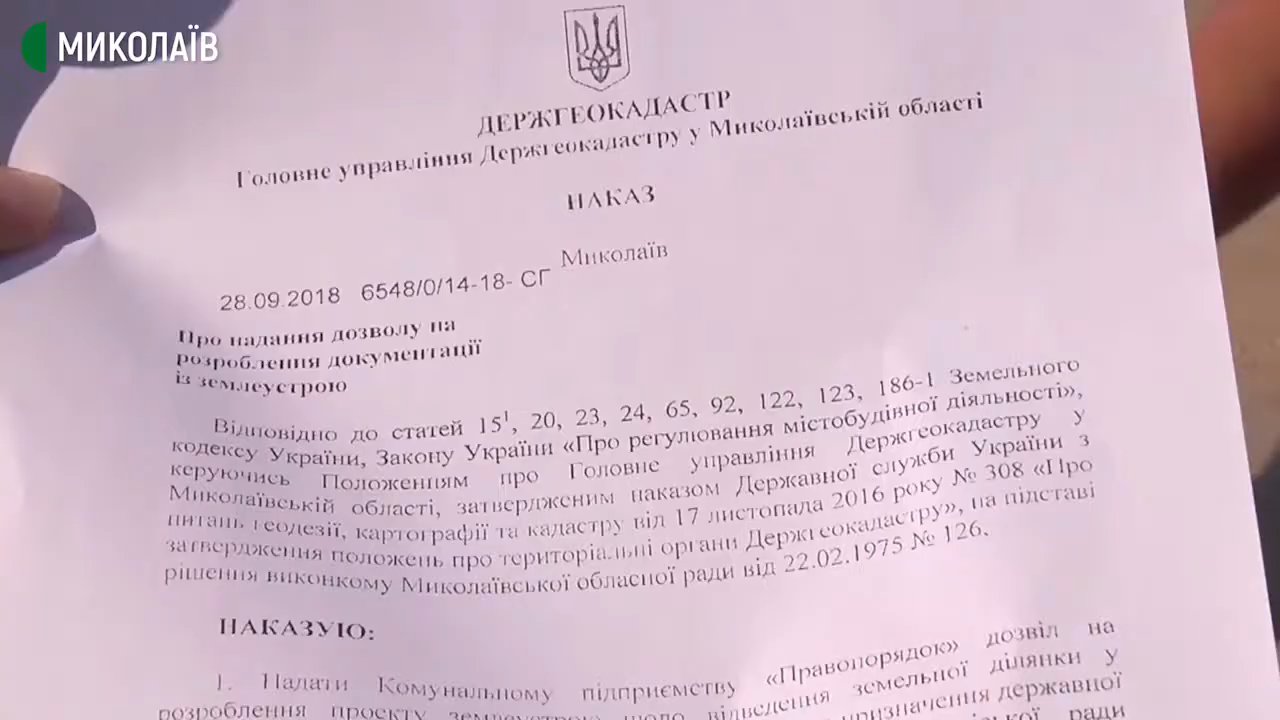 МИКОЛАЇВ
ДЕРЖГЕОКАДАСТР
Головне управління Держгеокадастру у Миколаївській області
НАКАЗ
Миколаїв
28.09.2018 6548/0/14-18- СГ
Про надання дозволу на
розроблення документації
із землеустрою
Відповідно до статей 15¹, 20, 23, 24, 65, 92, 122, 123, 186-1 Земельного
кодексу України, Закону України «Про регулювання містобудівної діяльності»,
керуючись Положенням про Головне управління Держгеокадастру у
Миколаївській області, затвердженим наказом Державної служби України з
питань геодезії, картографії та кадастру від 17 листопада 2016 року № 308 «Про
затвердження положень про територіальні органи Держгеокадастру», на підставі
рішення виконкому Миколаївської обласної ради від 22.02.1975 № 126.
НАКАЗУЮ:
1. Надати Комунальному підприємству «Правопорядок» дозвіл на
розроблення проекту землеустрою щодо відведення земельної ділянки у
призначення державної
ради